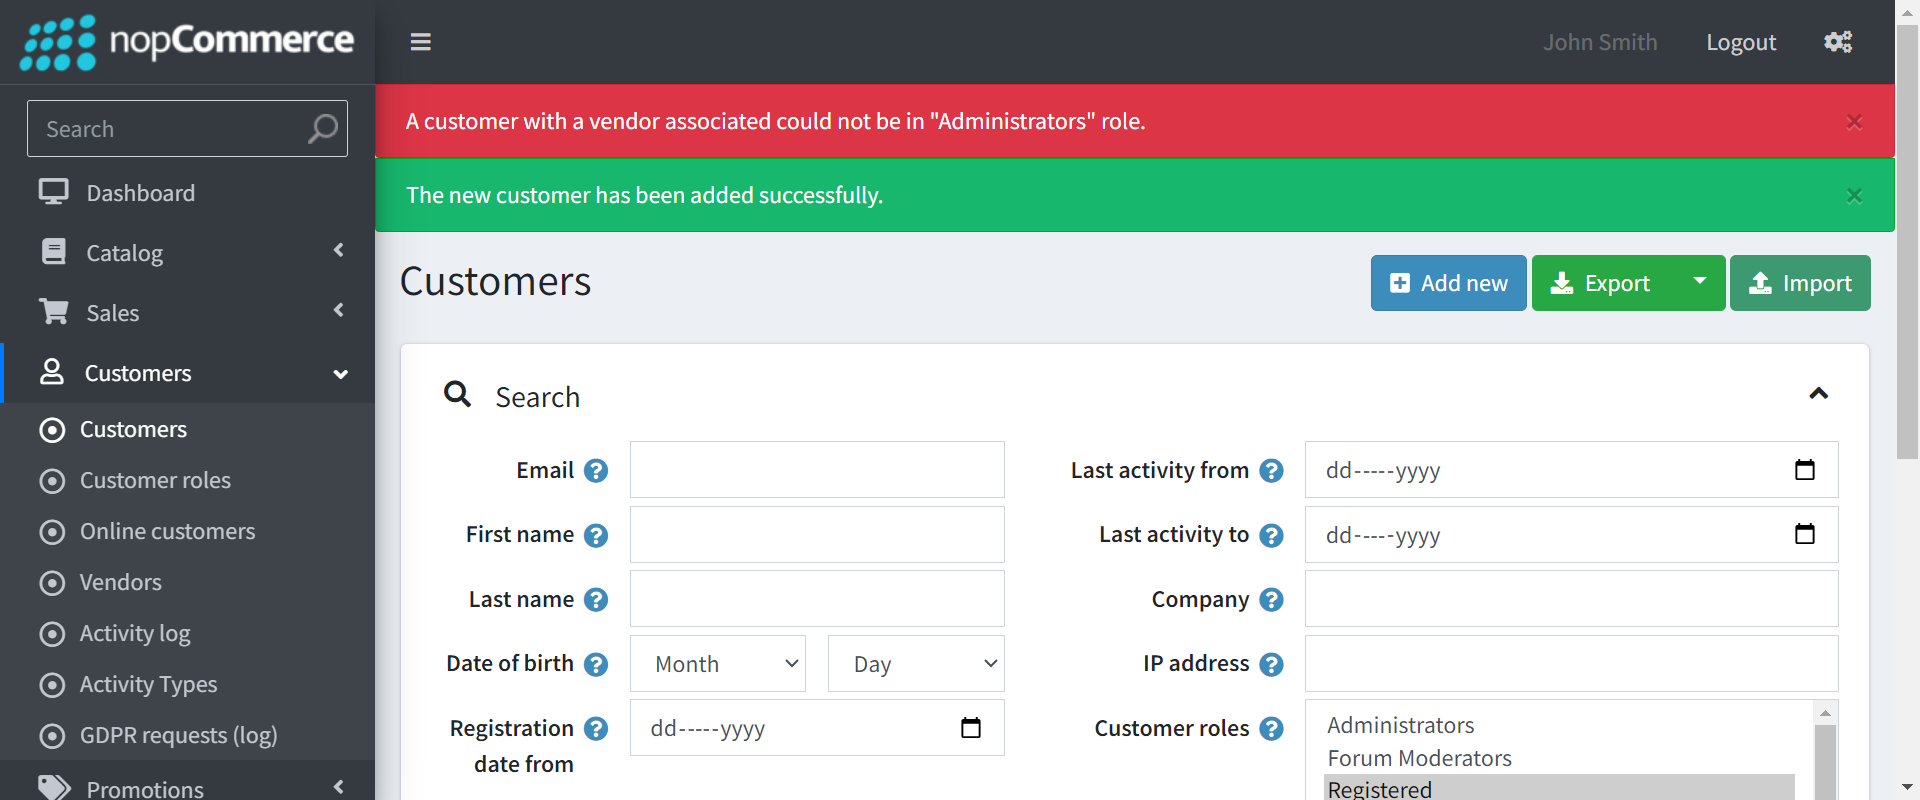 nopCommerce
John Smith
Logout
Search
A customer with a vendor associated could not be in "Administrators" role.
The new customer has been added successfully.
Dashboard
Catalog
Sales
Customers
Customers
Customer roles
Online customers
Vendors
Activity log
Activity Types
GDPR requests (log)
Promotions
Customers
Add new
Export
Import
Search
Email
Last activity from
dd-----yyyy
First name
Last activity to
dd-----yyyy
Last name
Company
Date of birth
Month
Day
IP address
Registration
date from
dd-----yyyy
Customer roles
Administrators
Forum Moderators
Registered